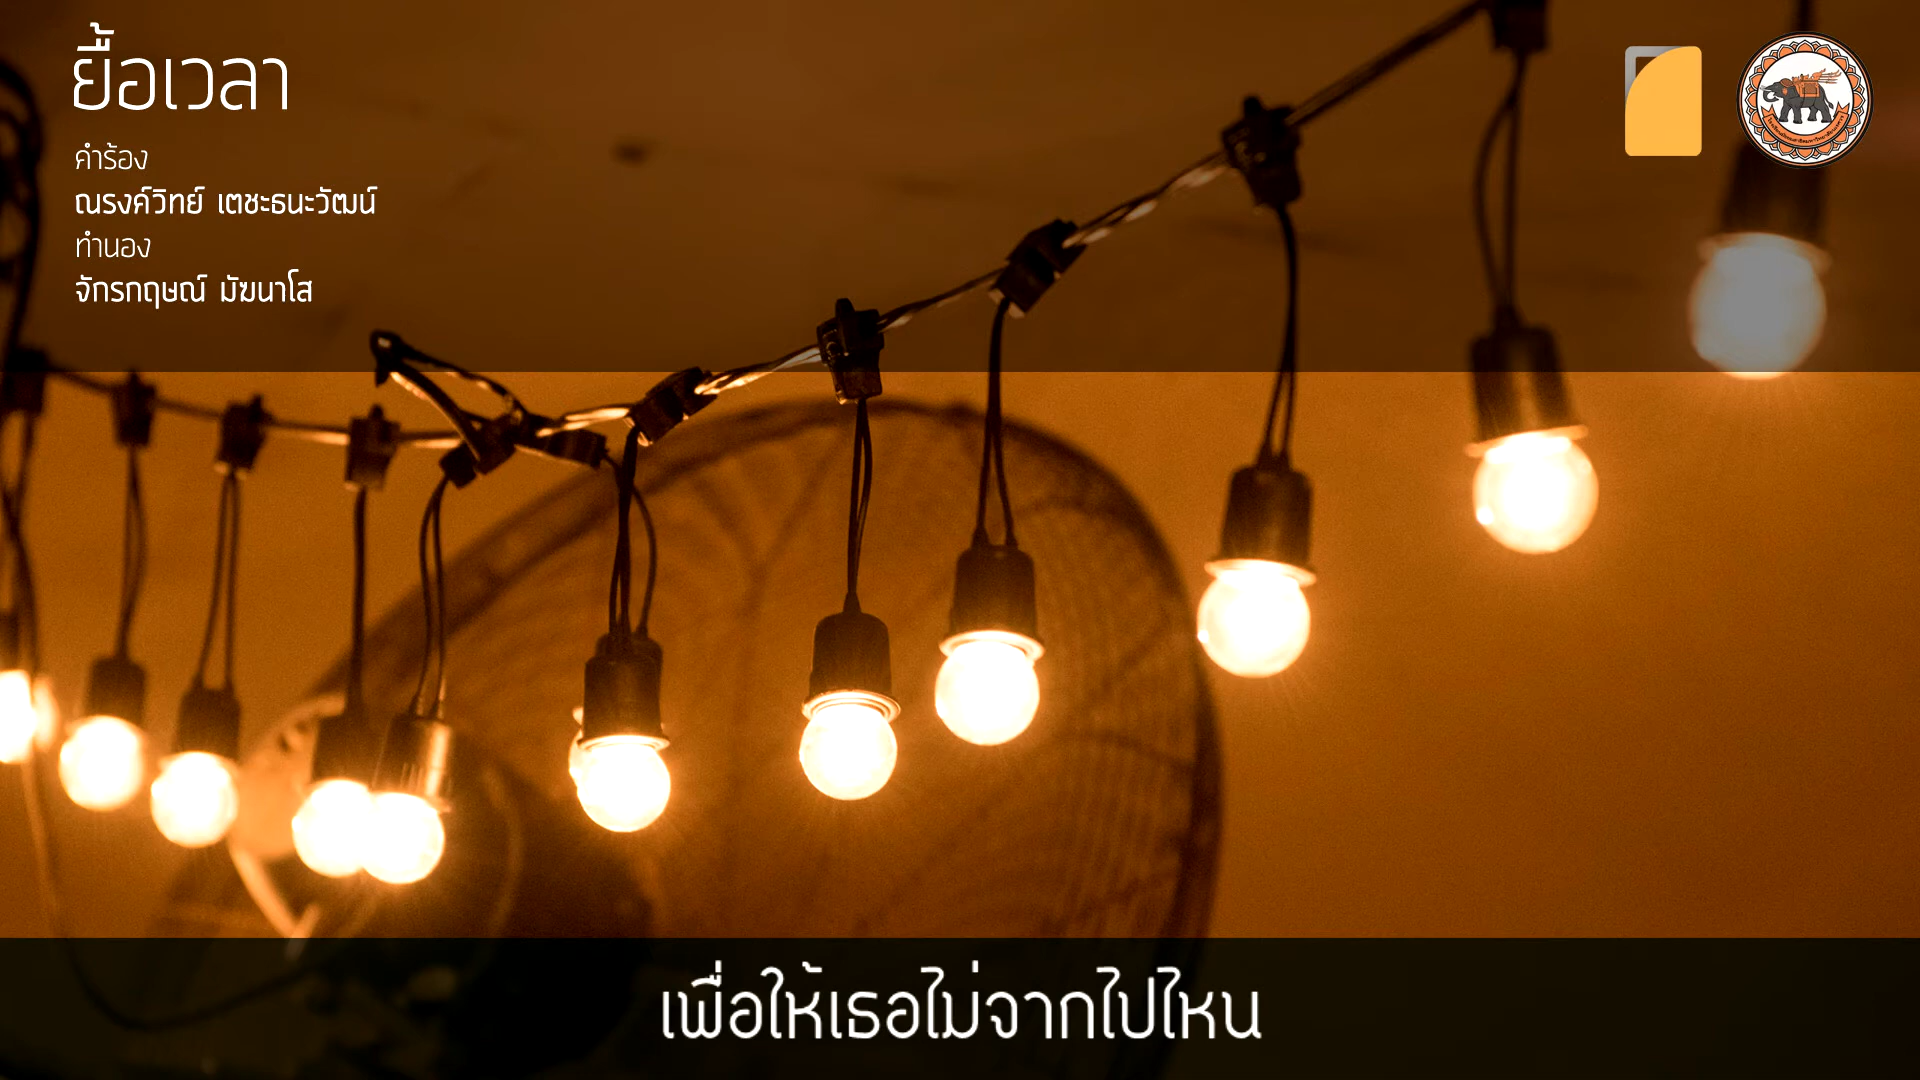 ยื้อเวลา
คำร้อง
ณรงค์วิทย์ เตชะธนะวัฒน์
ทำนอง
จักรกฤษณ์ มัฆนาโส
เพื่อให้เธอไม่จากไปไหน